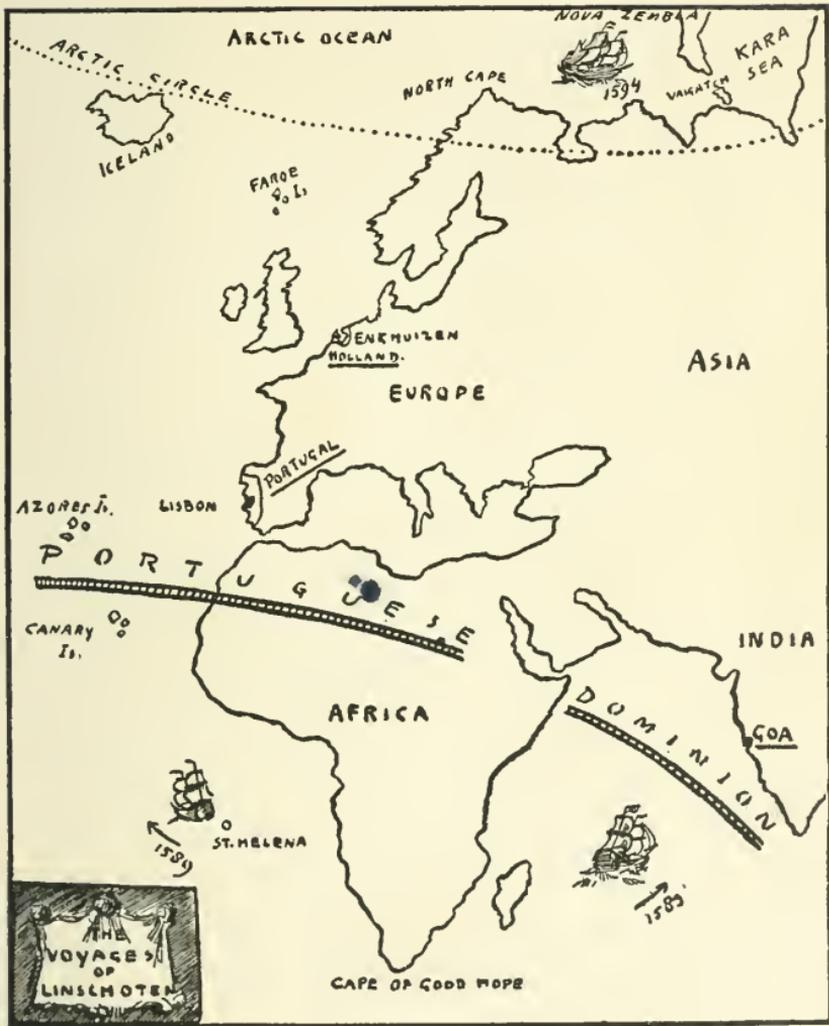 ARCTIC OCEAN
NOVA ZEMBLA
KARA
SEA
ARCTIC CIRCLE
1594
VAIGATCH
NORTH CAPE
ICELAND
FAROE
Is
ENKHUIZEN
HOLLAND.
EUROPE
ASIA
PORTUGAL
LISBON
AZORES Is.
PORTUGUESE
CANARY
Is.
INDIA
AFRICA
DOMINION
GOA
ST. HELENA
1589
CAPE OF GOOD HOPE
THE
VOYAGES
OF
LINSCHOTEN